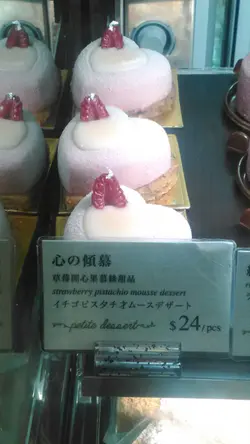 心の傾慕
草莓開心果慕絲甜品
strawberry pistachio mousse dessert
イチゴピスタチオムースデザート
petite dessert
$24/pcs